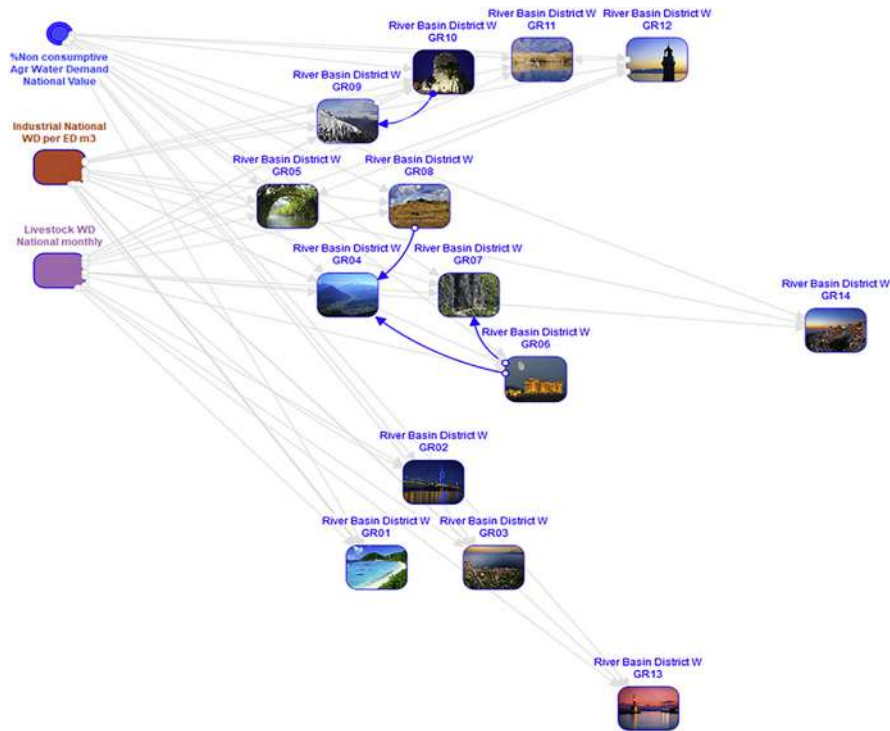 River Basin District W
GR10
River Basin District W
GR11
River Basin District W
GR12
%Non consumptive
Agr Water Demand
National Value
River Basin District W
GR09
Industrial National
WD per ED m3
River Basin District W
GR05
River Basin District W
GR08
Livestock WD
National monthly
River Basin District W
GR04
River Basin District W
GR07
River Basin District W
GR14
River Basin District W
GR06
River Basin District W
GR02
River Basin District W
GR01
River Basin District W
GR03
River Basin District W
GR13